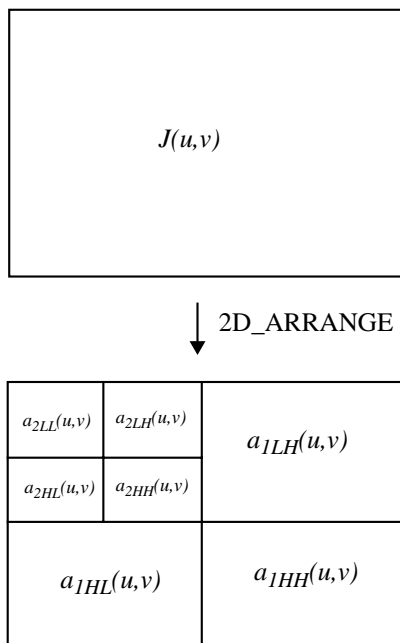 J(u,v)
2D_ARRANGE
a2LL(u,v) a2LH(u,v)
a1LH(u,v)
a2HL(u,v) a2HH(u,v)
a1HL(u,v) a1HH(u,v)